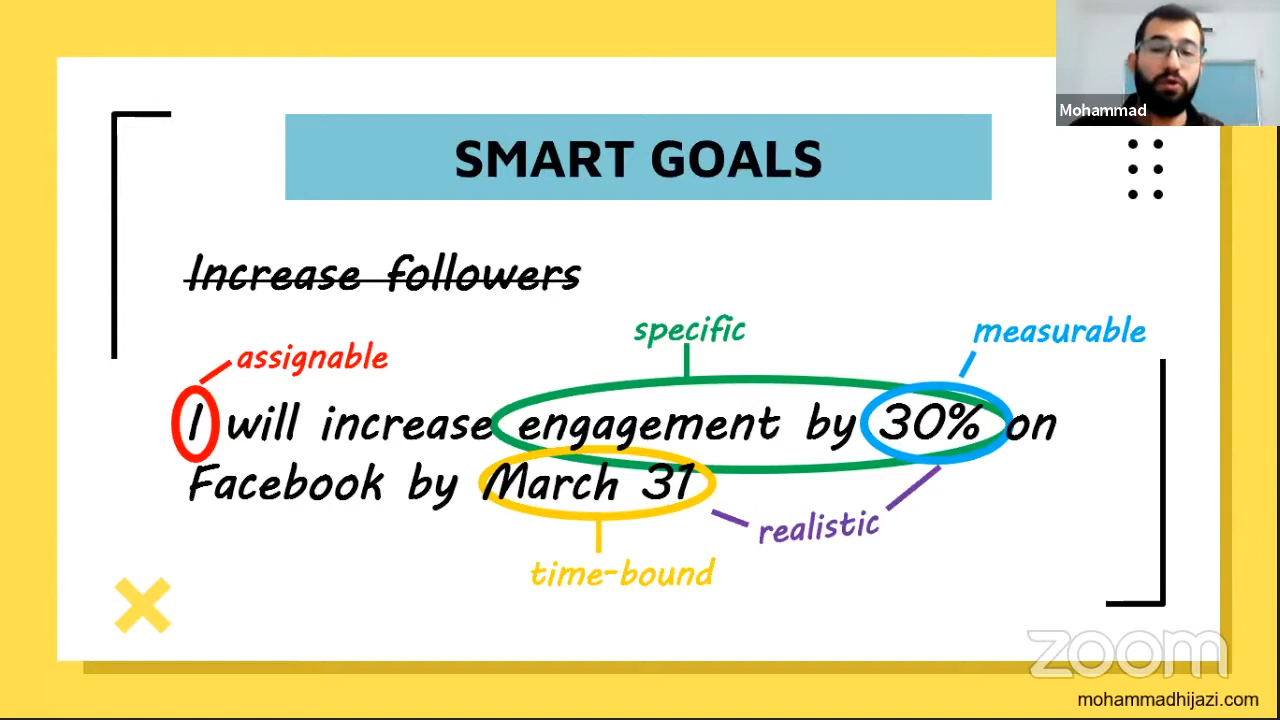 Mohammad
SMART GOALS
Increase followers
specific
measurable
assignable
I will increase engagement by 30% on
Facebook by March 31
realistic
time-bound
zoom
mohammadhijazi.com